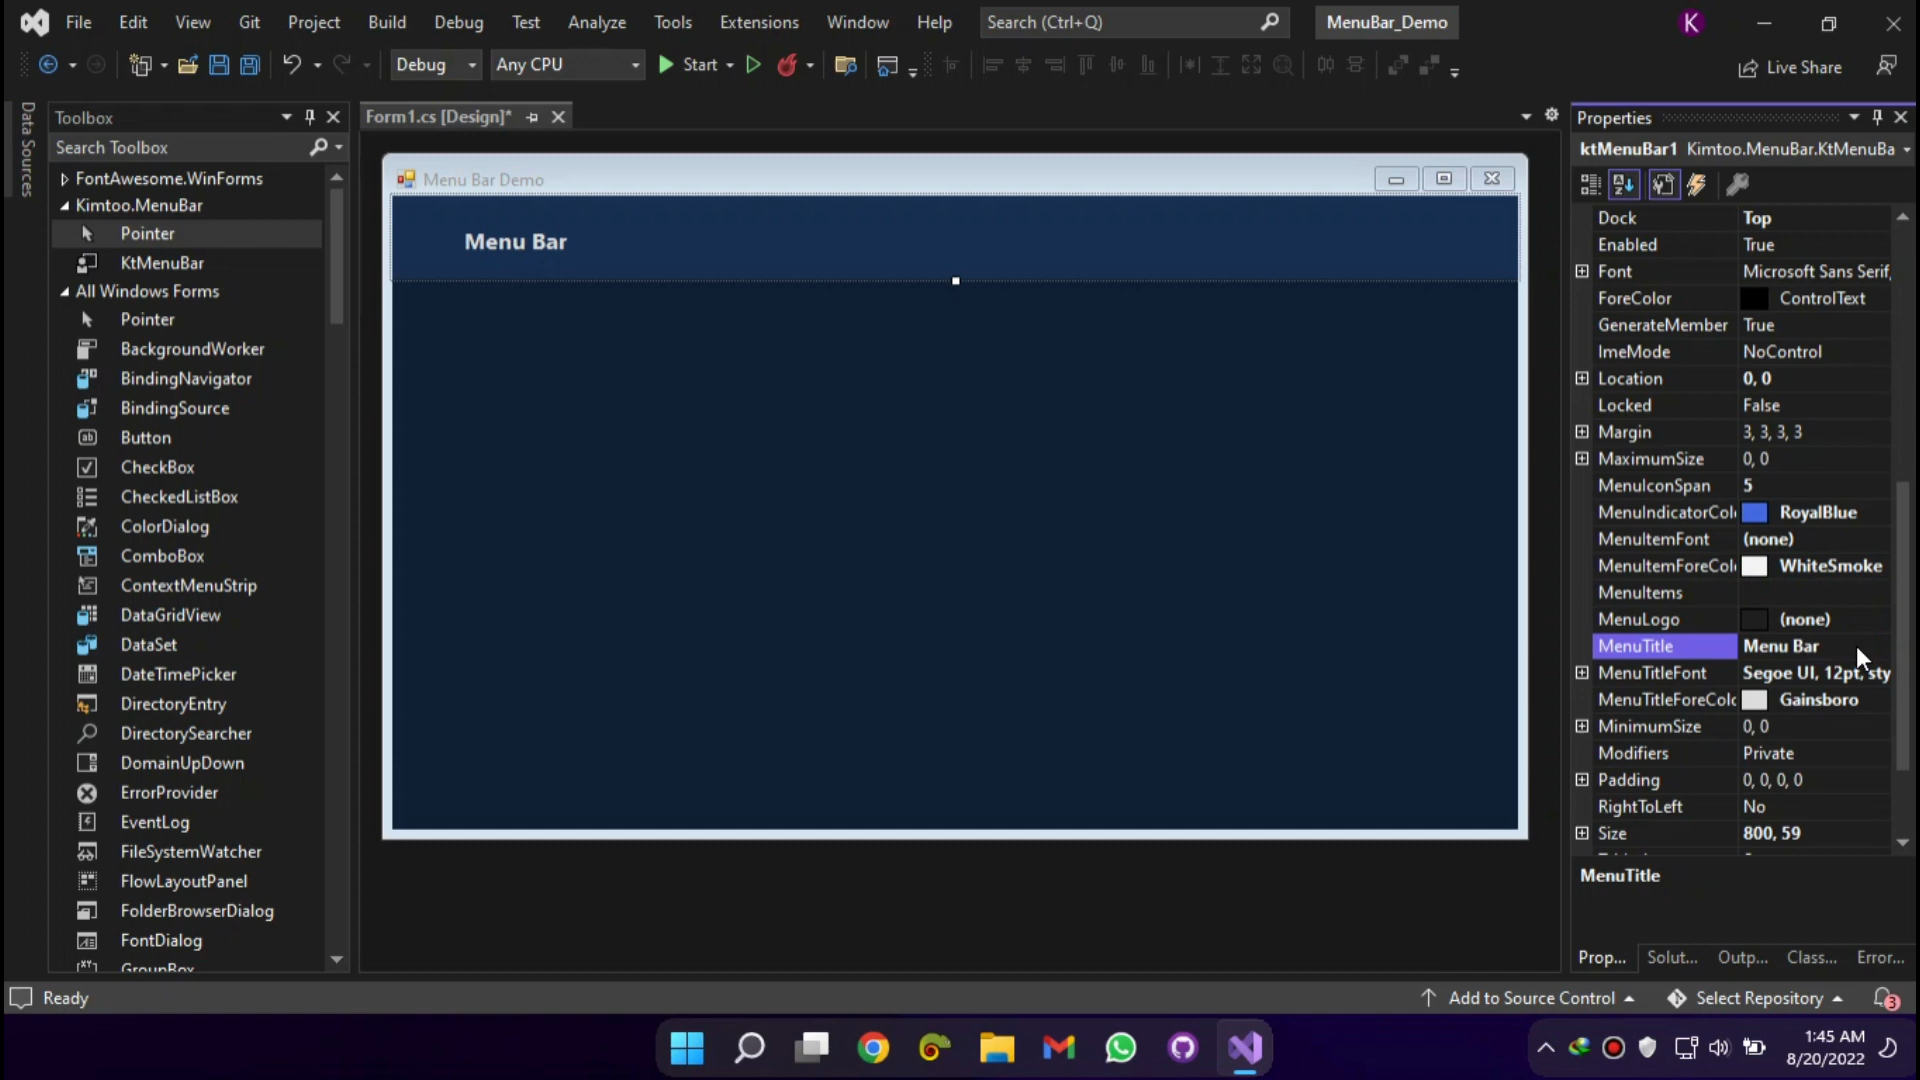 File Edit View Git Project Build Debug Test Analyze Tools Extensions Window Help Search (Ctrl+Q) MenuBar_Demo K
Debug Any CPU Start Live Share
Data Sources
Toolbox
Search Toolbox
FontAwesome.WinForms
Kimtoo.MenuBar
Pointer
KtMenuBar
All Windows Forms
Pointer
BackgroundWorker
BindingNavigator
BindingSource
Button
CheckBox
CheckedListBox
ColorDialog
ComboBox
ContextMenuStrip
DataGridView
DataSet
DateTimePicker
DirectoryEntry
DirectorySearcher
DomainUpDown
ErrorProvider
EventLog
FileSystemWatcher
FlowLayoutPanel
FolderBrowserDialog
FontDialog
GroupBox
Form1.cs [Design]*
Menu Bar Demo
Menu Bar
Properties
ktMenuBar1 Kimtoo.MenuBar.KtMenuBa
Dock Top
Enabled True
Font Microsoft Sans Serif,
ForeColor ControlText
GenerateMember True
ImeMode NoControl
Location 0, 0
Locked False
Margin 3, 3, 3, 3
MaximumSize 0, 0
MenuIconSpan 5
MenuIndicatorColo RoyalBlue
MenuItemFont (none)
MenuItemForeColo WhiteSmoke
MenuItems
MenuLogo (none)
MenuTitle Menu Bar
MenuTitleFont Segoe UI, 12pt, sty
MenuTitleForeColo Gainsboro
MinimumSize 0, 0
Modifiers Private
Padding 0, 0, 0, 0
RightToLeft No
Size 800, 59
MenuTitle
Prop... Solut... Outp... Class... Error...
Ready Add to Source Control Select Repository 3
1:45 AM
8/20/2022